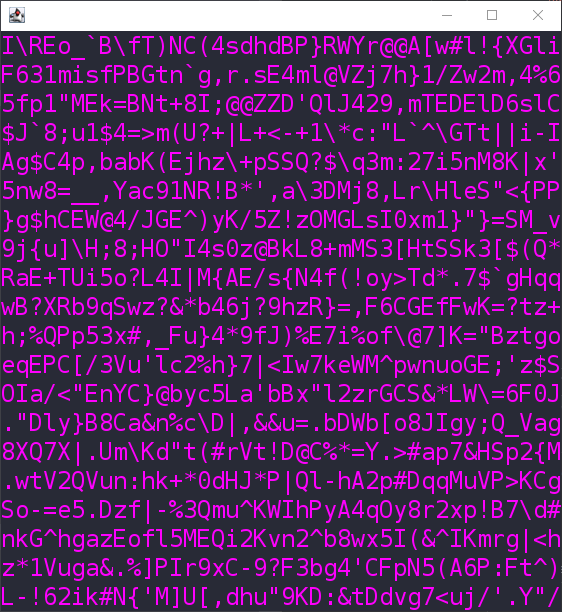 I\REo_`B\fT)NC(4sdhdBP}RWYr@@A[w#l!{XGli
F631misfPBGtn`g,r.sE4ml@VZj7h}1/Zw2m,4%6
5fp1"MEk=BNt+8I;@@ZZD'QlJ429,mTEDElD6slC
$J`8;u1$4=>m(U?+|L+<-+1\*c:"L`^\GTt||i-I
Ag$C4p,babK(Ejhz\+pSSQ?$\q3m:27i5nM8K|x'
5nw8=__,Yac91NR!B*',a\3DMj8,Lr\HleS"<{PP
}g$hCEW@4/JGE^)yK/5Z!zOMGLsI0xm1}"}=SM_v
9j{u]\H;8;HO"I4s0z@BkL8+mMS3[HtSSk3[$(Q*
RaE+TUi5o?L4I|M{AE/s{N4f(!oy>Td*.7$`gHqq
wB?XRb9qSwz?&*b46j?9hzR}=,F6CGEfFwK=?tz+
h;%QPp53x#,_Fu}4*9fJ)%E7i%of\@7]K="Bztgo
eqEPC[/3Vu'lc2%h}7|<Iw7keWM^pwnuoGE;'z$S
OIa/<"EnYC}@byc5La'bBx"l2zrGCS&*LW\=6F0J
."Dly}B8Ca&n%c\D|,&&u=.bDWb[o8JIgy;Q_Vag
8XQ7X|.Um\Kd"t(#rVt!D@C%*=Y.>#ap7&HSp2{M
.wtV2QVun:hk+*0dHJ*P|Ql-hA2p#DqqMuVP>KCg
So-=e5.Dzf|-%3Qmu^KWIhPyA4qOy8r2xp!B7\d#
nkG^hgazEofl5MEQi2Kvn2^b8wx5I(&^IKmrg|<h
z*1Vuga&.%]PIr9xC-9?F3bg4'CFpN5(A6P:Ft^)
L-!62ik#N{'M]U[,dhu"9KD:&tDdvg7<uj/'.Y"/